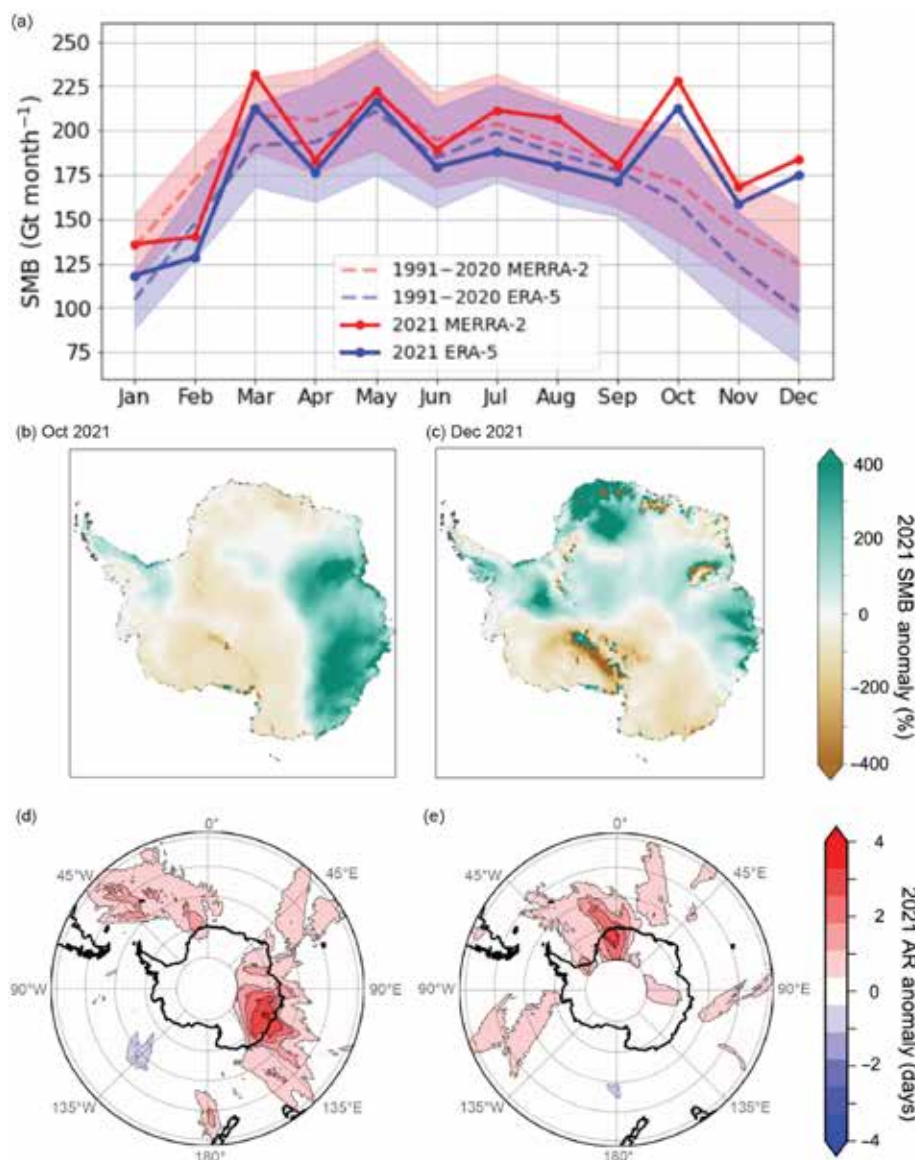 (a)
250
225
200
175
150
125
100
75
SMB (Gt month⁻¹)
1991−2020 MERRA-2
1991−2020 ERA-5
2021 MERRA-2
2021 ERA-5
Jan Feb Mar Apr May Jun Jul Aug Sep Oct Nov Dec
(b) Oct 2021
(c) Dec 2021
400
200
0
−200
−400
2021 SMB anomaly (%)
(d)
0°
45°E
90°E
135°E
180°
135°W
90°W
45°W
(e)
0°
45°E
90°E
135°E
180°
135°W
90°W
45°W
4
2
0
−2
−4
2021 AR anomaly (days)